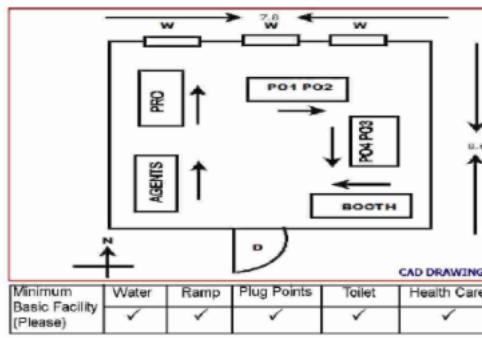 7.8
W W W
PRO
PO1 PO2
PO4 PO3
AGENTS
BOOTH
D
N
CAD DRAWING
Minimum Basic Facility (Please)
Water Ramp Plug Points Toilet Health Care
✓ ✓ ✓ ✓ ✓